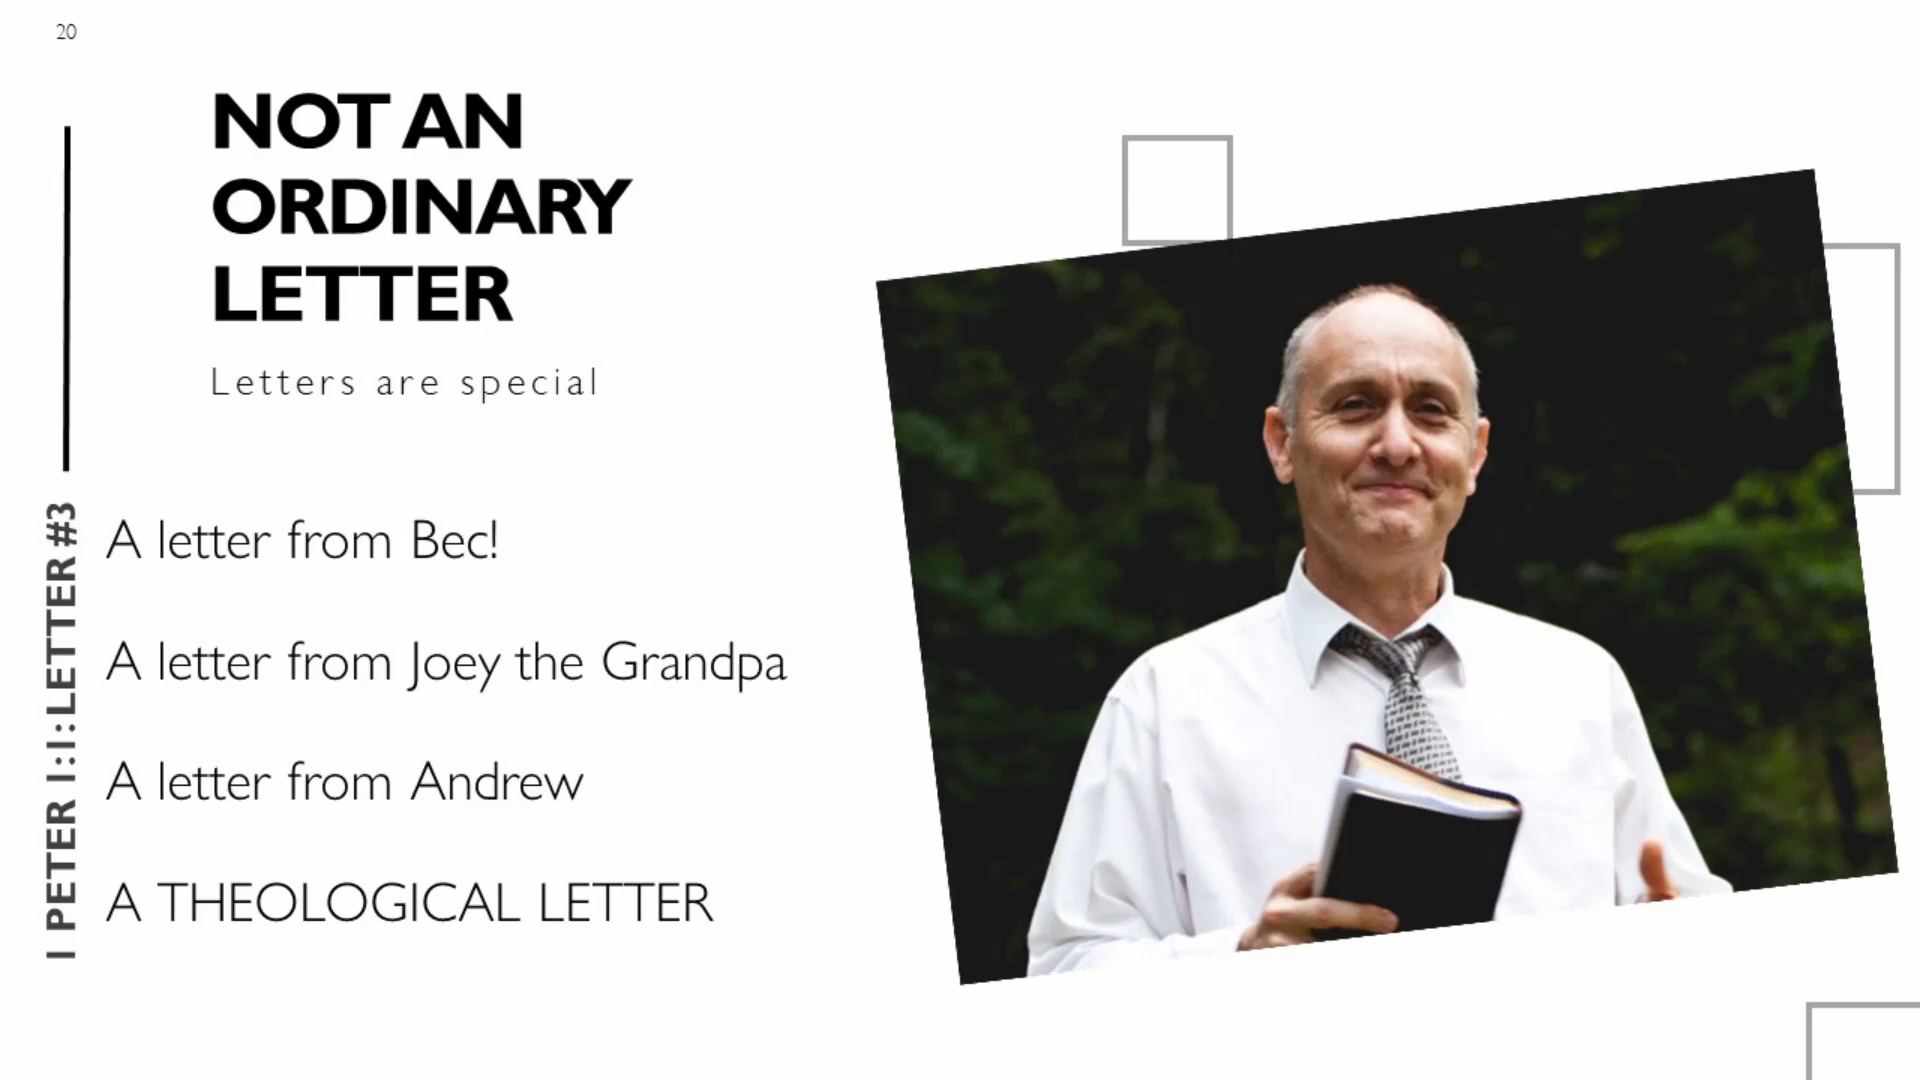 20
NOT AN
ORDINARY
LETTER
Letters are special
I PETER 1:1: LETTER #3
A letter from Bec!
A letter from Joey the Grandpa
A letter from Andrew
A THEOLOGICAL LETTER